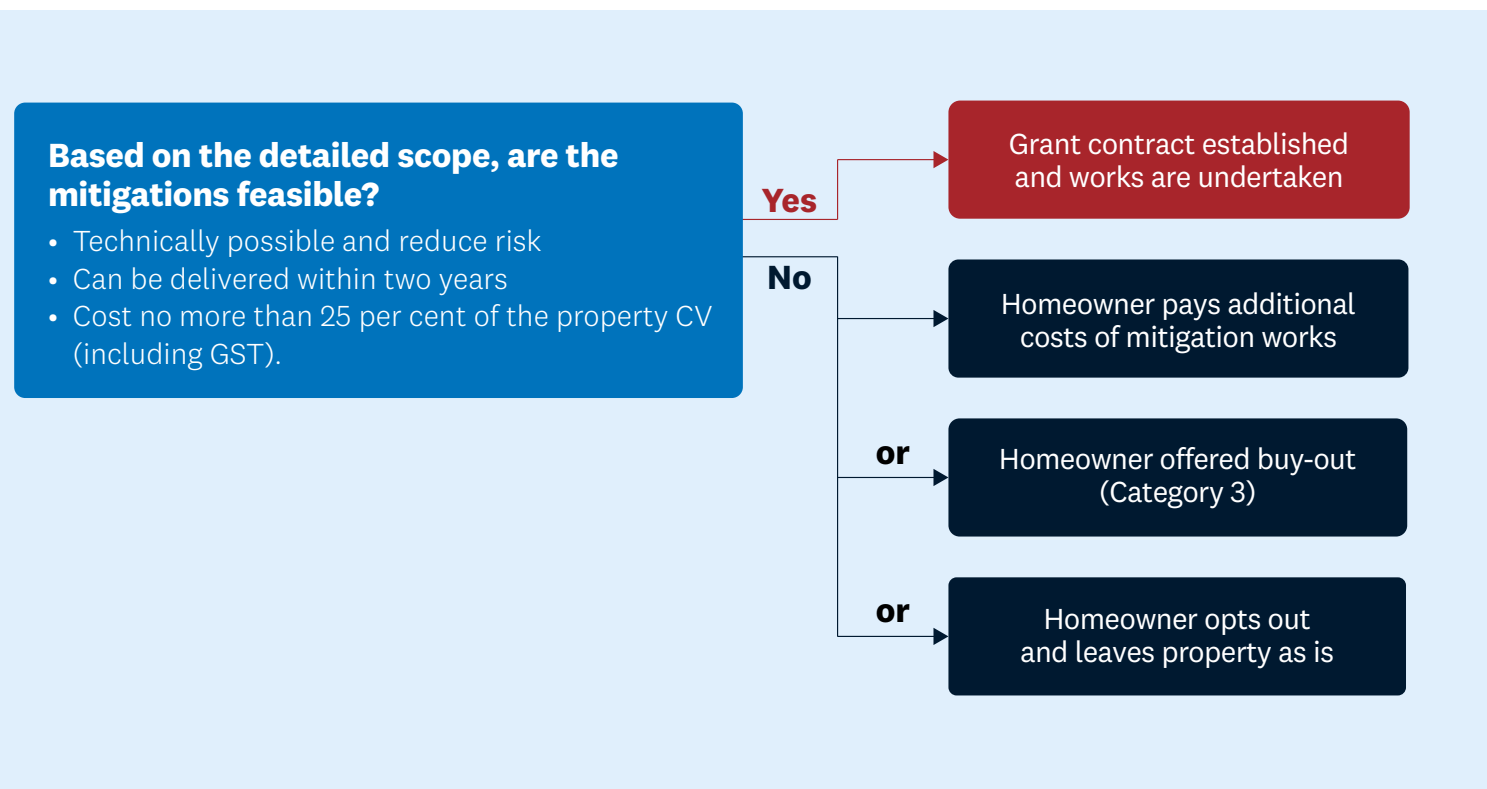 Based on the detailed scope, are the
mitigations feasible?
• Technically possible and reduce risk
• Can be delivered within two years
• Cost no more than 25 per cent of the property CV
(including GST).
Yes
Grant contract established
and works are undertaken
No
Homeowner pays additional
costs of mitigation works
or
Homeowner offered buy-out
(Category 3)
or
Homeowner opts out
and leaves property as is